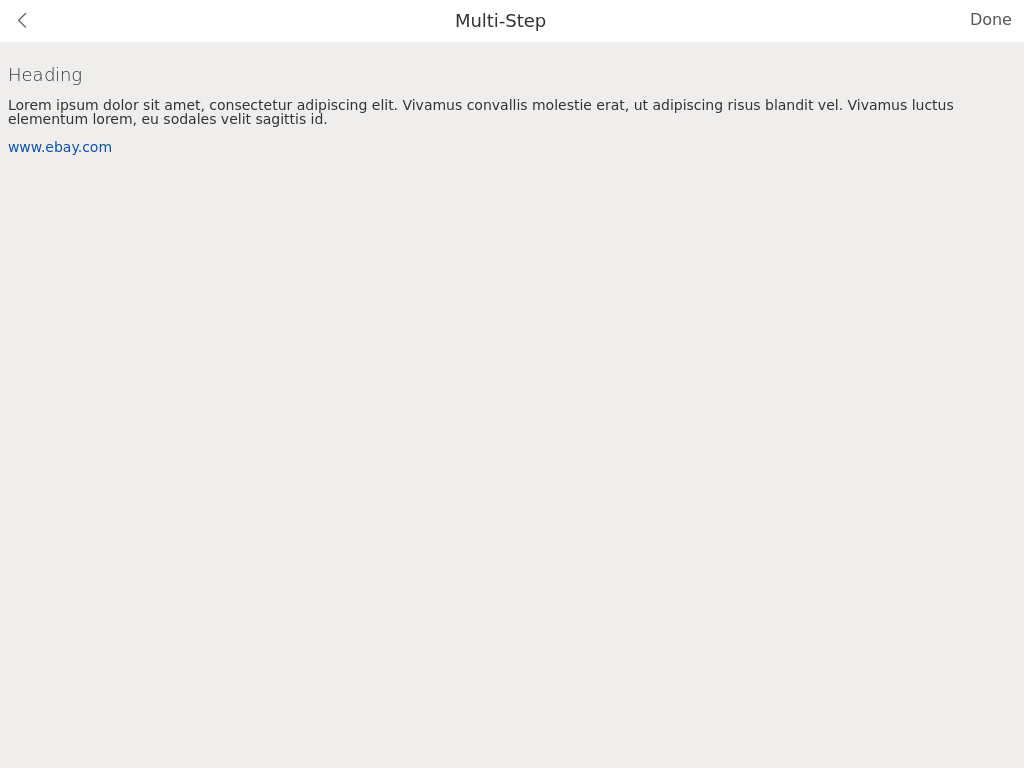 Multi-Step
Done
Heading
Lorem ipsum dolor sit amet, consectetur adipiscing elit. Vivamus convallis molestie erat, ut adipiscing risus blandit vel. Vivamus luctus
elementum lorem, eu sodales velit sagittis id.
www.ebay.com